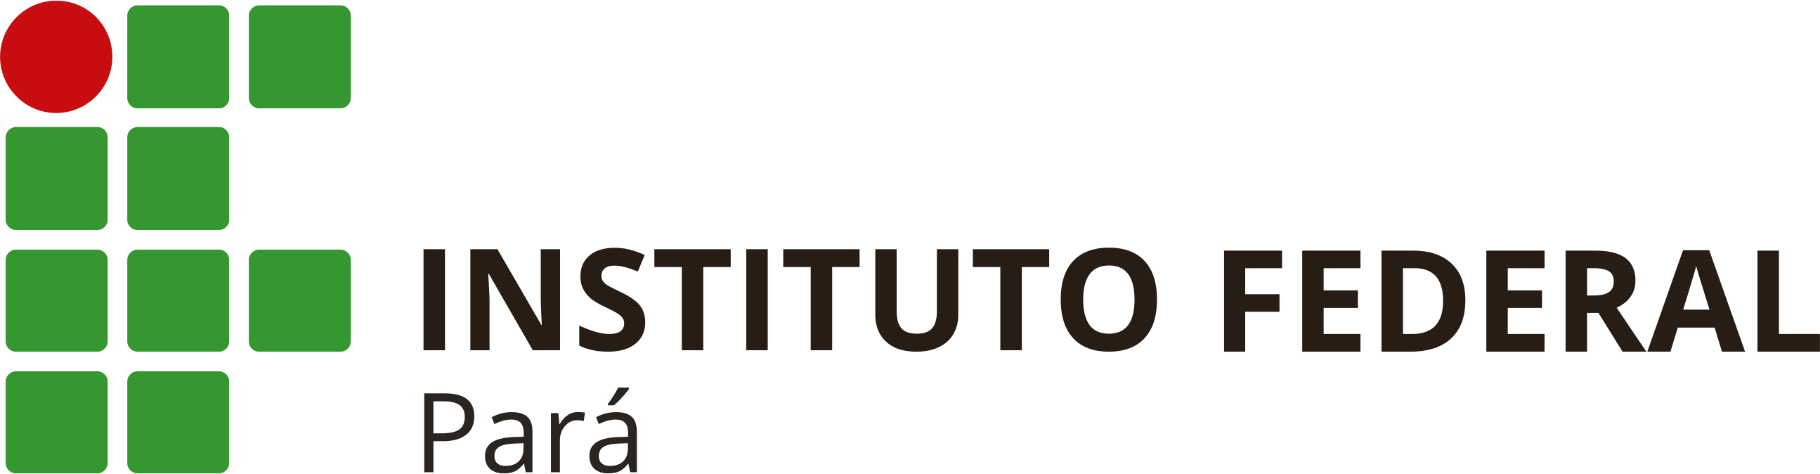 INSTITUTO FEDERAL
Pará